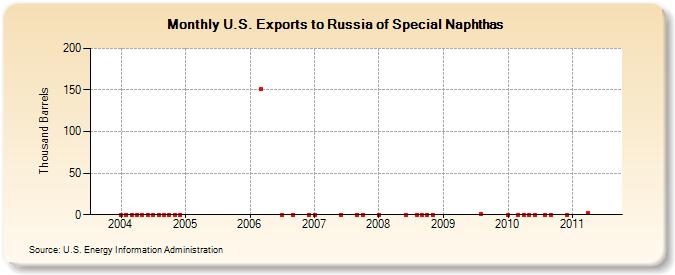 Monthly U.S. Exports to Russia of Special Naphthas
Thousand Barrels
200
150
100
50
0
2004 2005 2006 2007 2008 2009 2010 2011
Source: U.S. Energy Information Administration